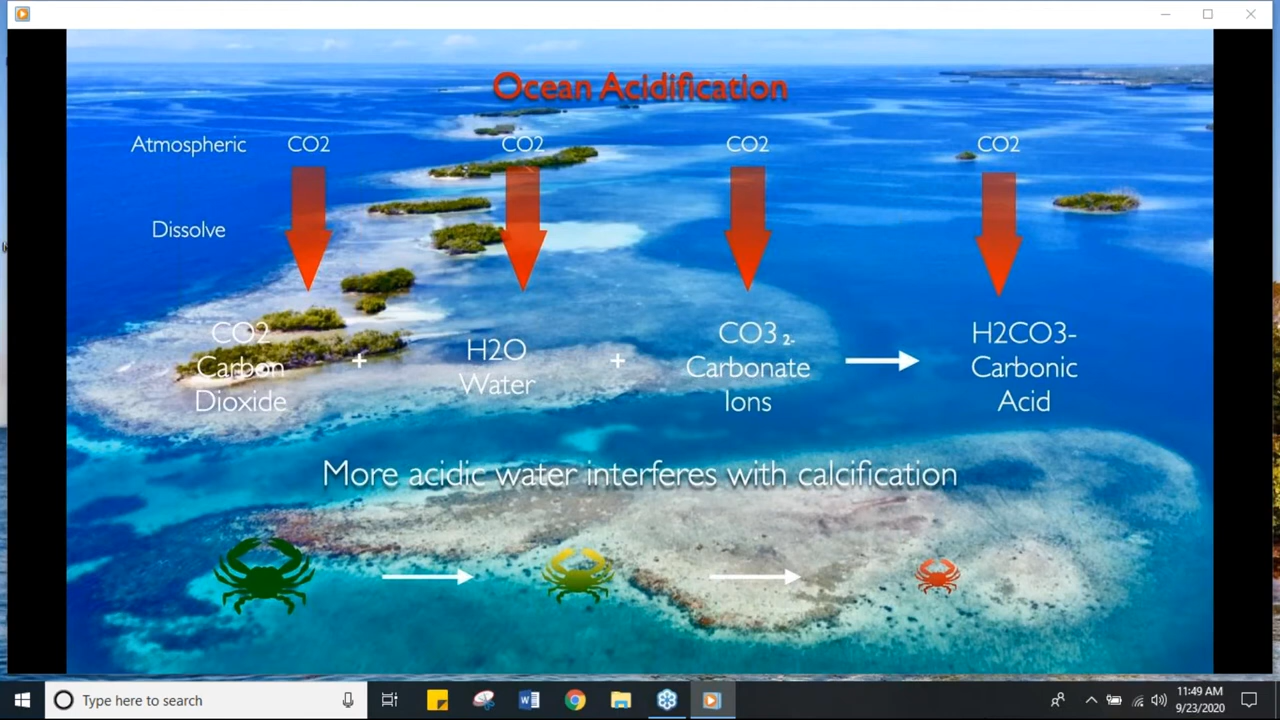 Ocean Acidification
Atmospheric CO2 CO2 CO2 CO2
Dissolve
CO2
Carbon
Dioxide
+
H2O
Water
+
CO3 2-
Carbonate
Ions
H2CO3-
Carbonic
Acid
More acidic water interferes with calcification
Type here to search
11:49 AM
9/23/2020